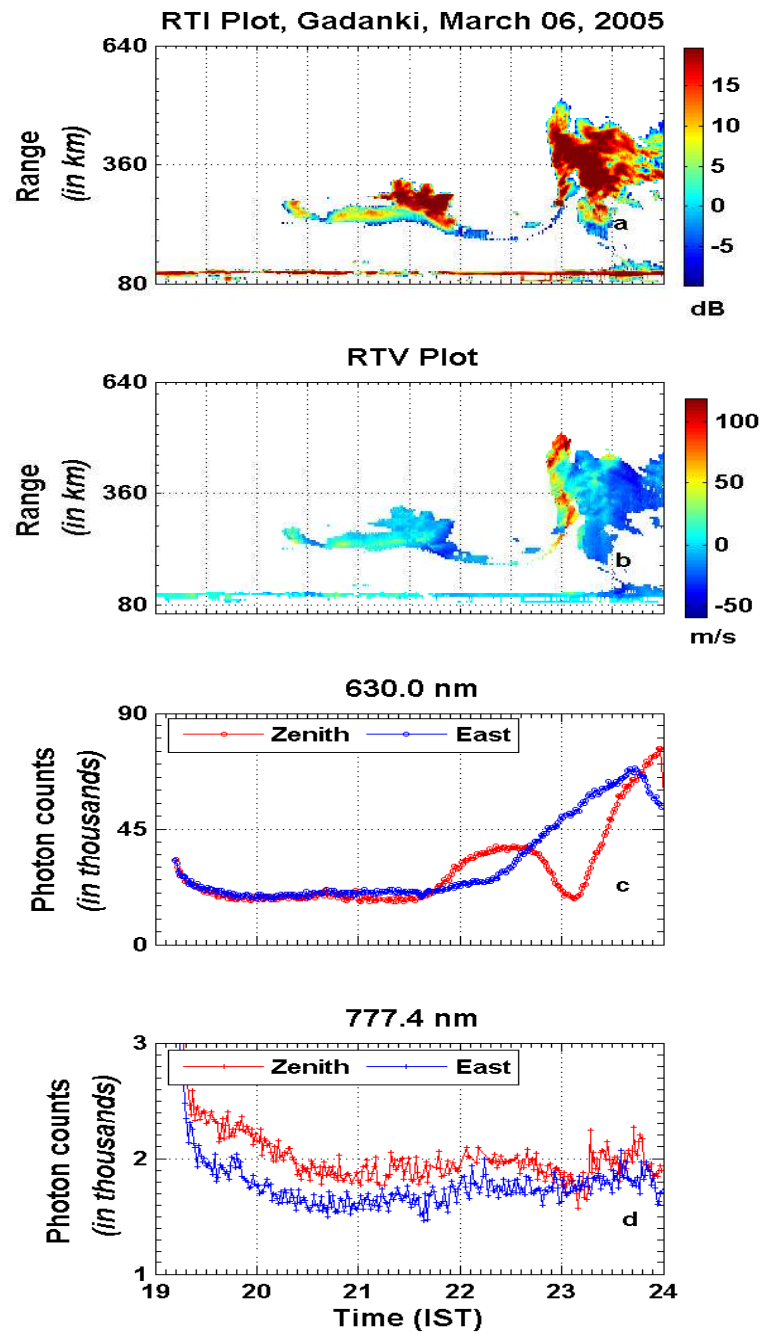 RTI Plot, Gadanki, March 06, 2005
640
360
80
Range
(in km)
a
15
10
5
0
-5
dB
RTV Plot
640
360
80
Range
(in km)
b
100
50
0
-50
m/s
630.0 nm
90
45
0
Photon counts
(in thousands)
Zenith East
c
777.4 nm
3
2
1
Photon counts
(in thousands)
Zenith East
d
19 20 21 22 23 24
Time (IST)